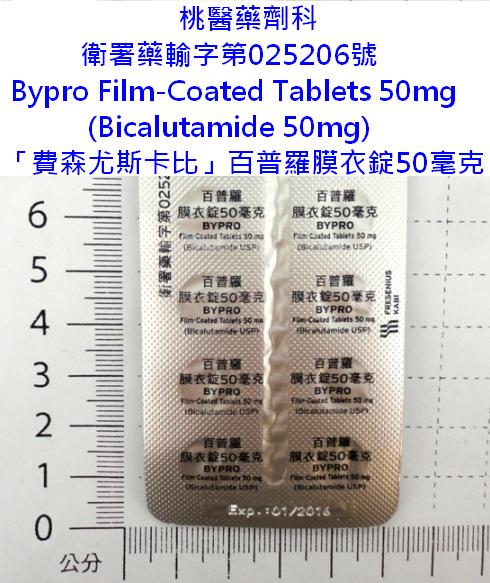 桃醫藥劑科
衛署藥輸字第025206號
Bypro Film-Coated Tablets 50mg
(Bicalutamide 50mg)
「費森尤斯卡比」百普羅膜衣錠50毫克
衛署藥輸字第0252
百普羅
膜衣錠50毫克
BYPRO
Film-Coated Tablets 50 mg
(Bicalutamide USP)
百普羅
膜衣錠50毫克
BYPRO
Film-Coated Tablets 50 mg
(Bicalutamide USP)
百普羅
膜衣錠50毫克
BYPRO
Film-Coated Tablets 50 mg
(Bicalutamide USP)
百普羅
膜衣錠50毫克
BYPRO
Film-Coated Tablets 50 mg
(Bicalutamide USP)
FRESENIUS
KABI
百普羅
膜衣錠50毫克
BYPRO
Film-Coated Tablets 50 mg
(Bicalutamide USP)
百普羅
膜衣錠50毫克
BYPRO
Film-Coated Tablets 50 mg
(Bicalutamide USP)
百普羅
膜衣錠50毫克
BYPRO
Film-Coated Tablets 50 mg
(Bicalutamide USP)
百普羅
膜衣錠50毫克
BYPRO
Film-Coated Tablets 50 mg
(Bicalutamide USP)
Exp.:01/2016
6
5
4
3
2
1
0
公分